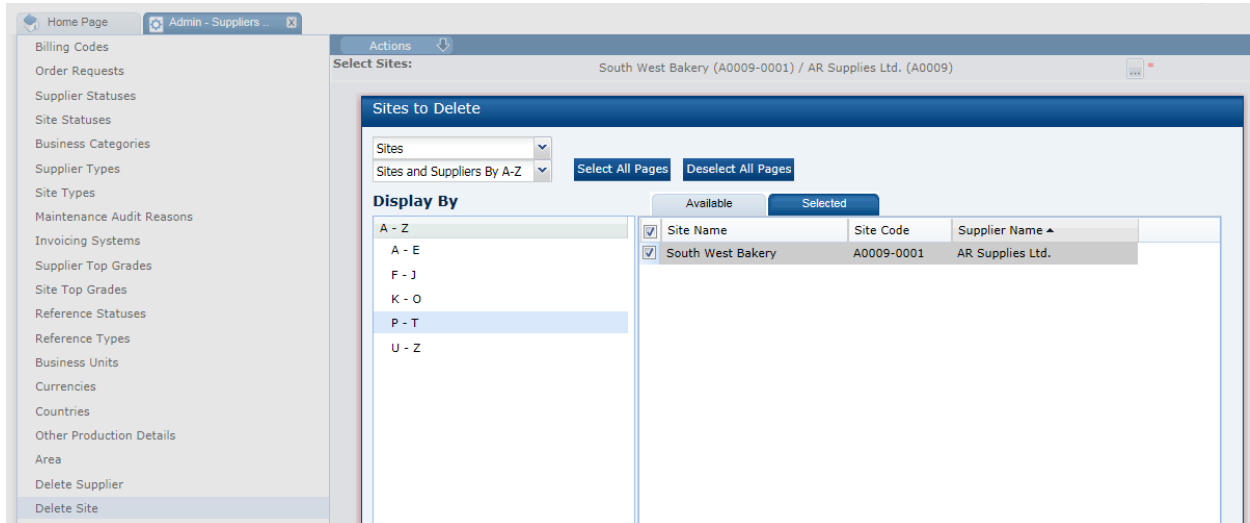 Home Page
Admin - Suppliers ..
Billing Codes
Order Requests
Supplier Statuses
Site Statuses
Business Categories
Supplier Types
Site Types
Maintenance Audit Reasons
Invoicing Systems
Supplier Top Grades
Site Top Grades
Reference Statuses
Reference Types
Business Units
Currencies
Countries
Other Production Details
Area
Delete Supplier
Delete Site
Actions
Select Sites: South West Bakery (A0009-0001) / AR Supplies Ltd. (A0009) ... *
Sites to Delete
Sites
Sites and Suppliers By A-Z Select All Pages Deselect All Pages
Display By
A - Z
A - E
F - J
K - O
P - T
U - Z
Available Selected
Site Name Site Code Supplier Name
South West Bakery A0009-0001 AR Supplies Ltd.